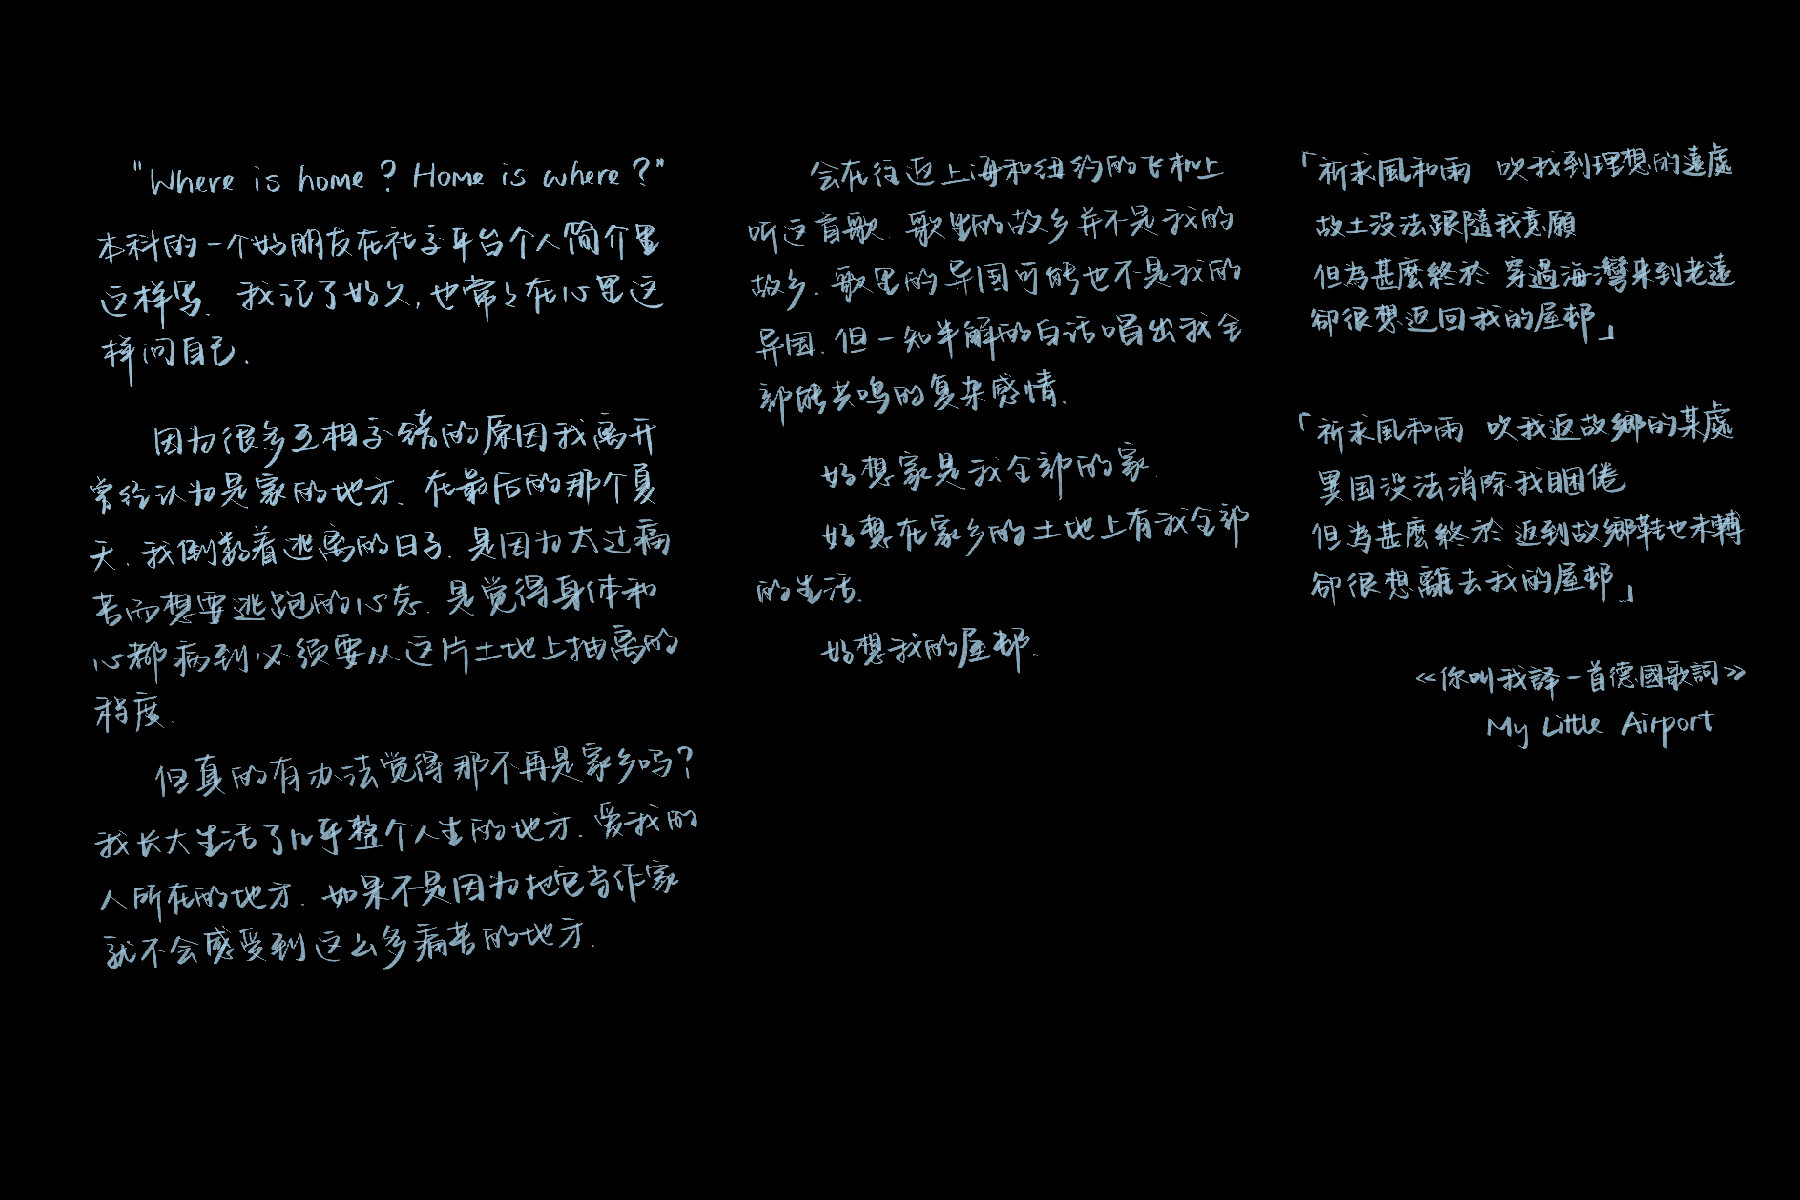 "Where is home? Home is where?"
本科的一个好朋友在社交平台个人简介里
这样写. 我记了好久, 也常々在心里这
样问自己.
因为很多互相交错的原因我离开
曾经认为是家的地方. 在最后的那个夏
天, 我倒数着逃离的日子. 是因为太过痛
苦而想要逃跑的心态. 是觉得身体和
心都病到必须要从这片土地上抽离的
程度.
但真的有办法觉得那不再是家乡吗?
我长大生活了几乎整个人生的地方. 爱我的
人所在的地方. 如果不是因为把它当作家
就不会感受到这么多痛苦的地方.
会在往返上海和纽约的飞机上
听这首歌. 歌里的故乡并不是我的
故乡. 歌里的异国可能也不是我的
异国. 但一知半解的白话唱出我全
部能共鸣的复杂感情.
好想家是我全部的家.
好想在家乡的土地上有我全部
的生活.
好想我的屋邨.
「祈求風和雨 吹我到理想的遠處
故土没法跟隨我意願
但為甚麼終於 穿過海灣来到老遠
卻很想返回我的屋邨」
「祈求風和雨 吹我返故鄉的某處
異国没法消除我睏倦
但為甚麼終於 返到故鄉鞋也未轉
卻很想離去我的屋邨」
《你叫我譯一首德國歌詞》
My Little Airport